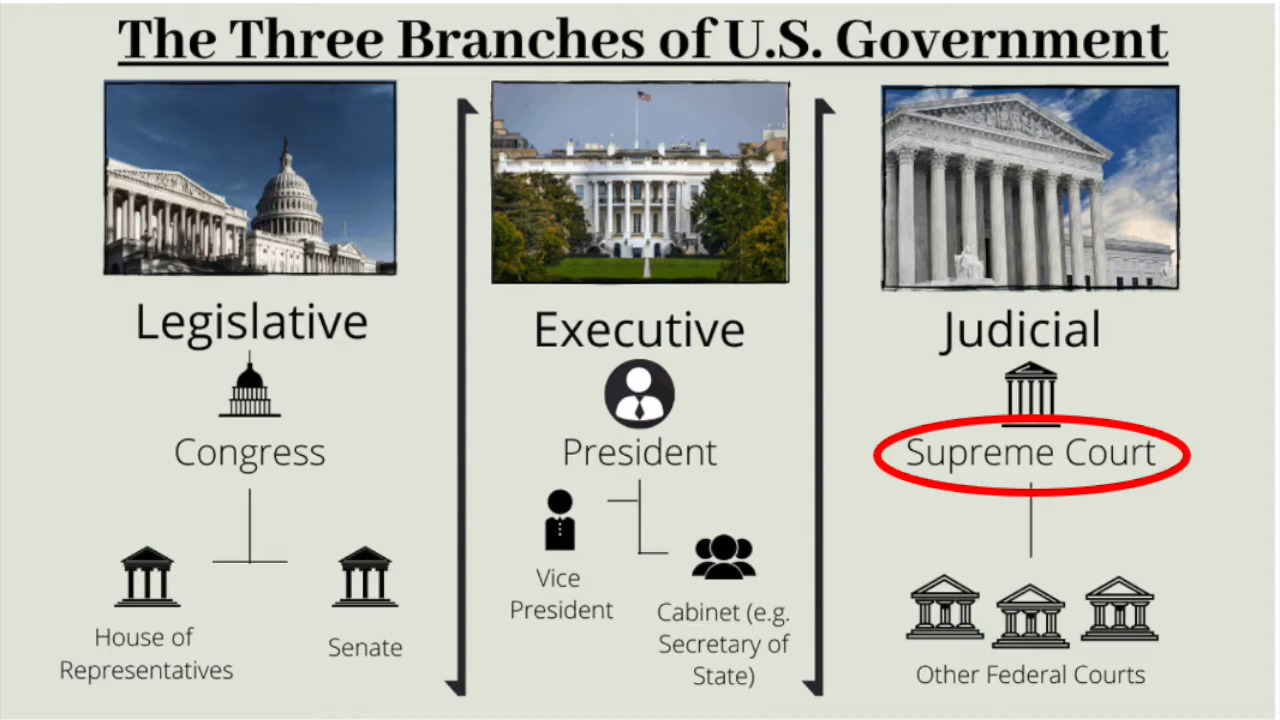 The Three Branches of U.S. Government
Legislative
Congress
House of
Representatives
Senate
Executive
President
Vice
President
Cabinet (e.g.
Secretary of
State)
Judicial
Supreme Court
Other Federal Courts